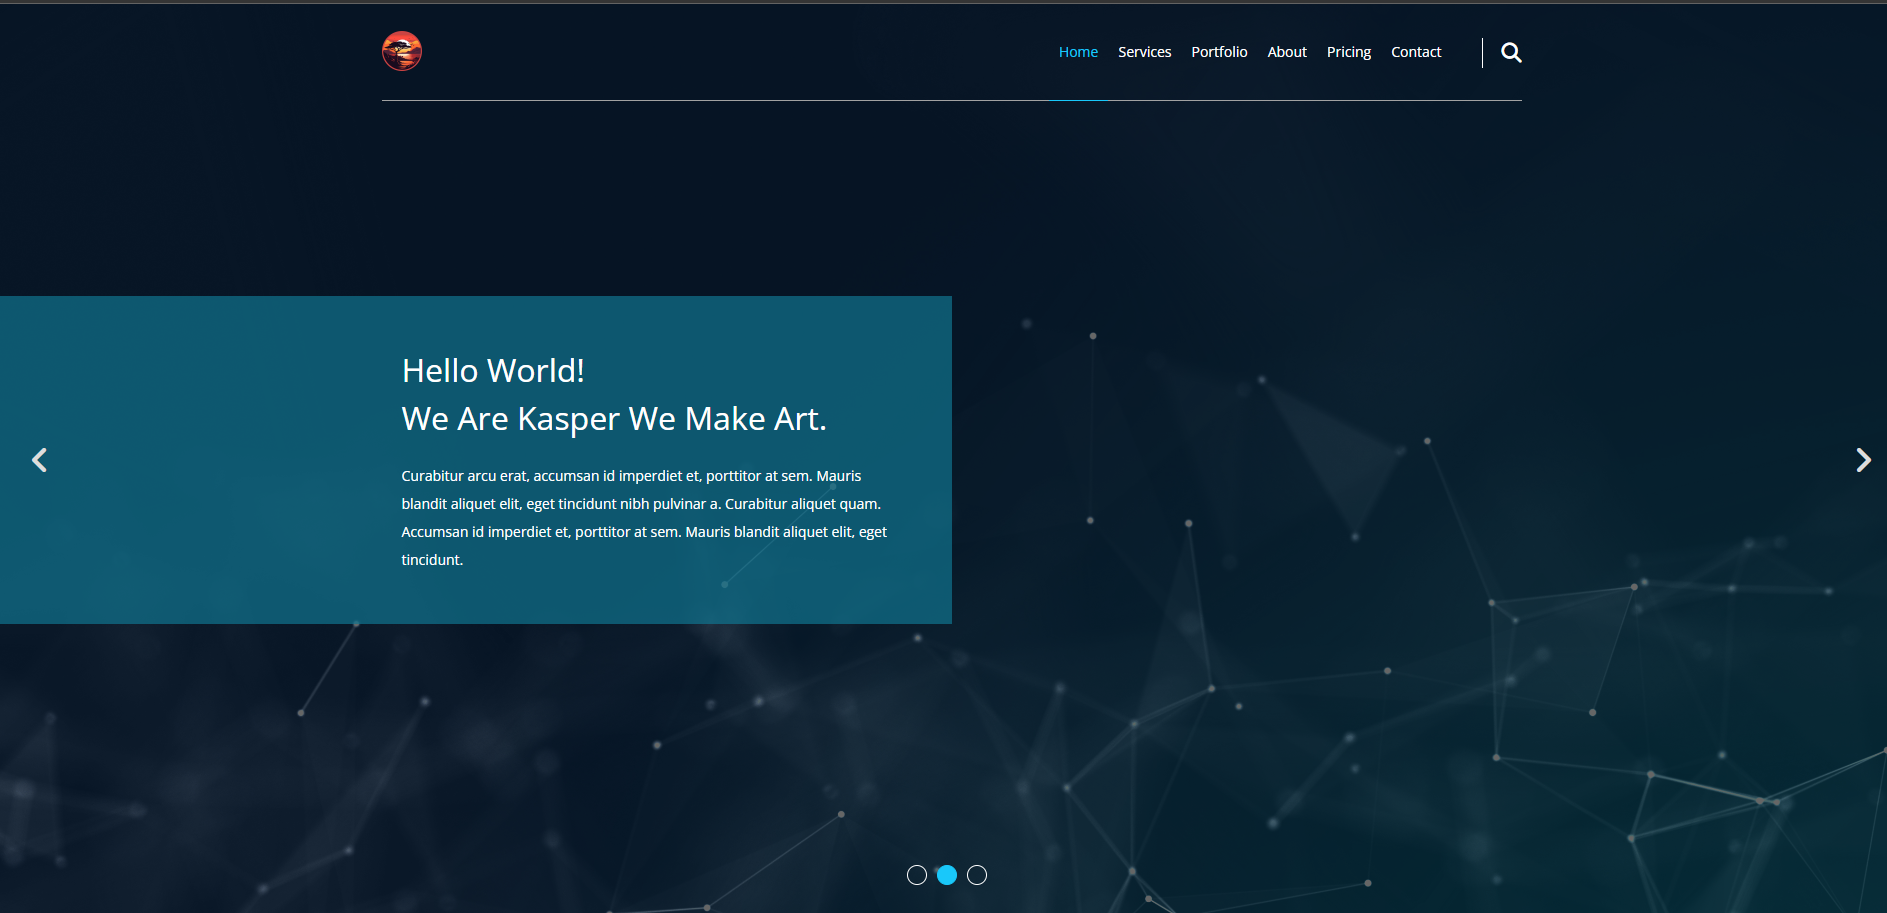 Home Services Portfolio About Pricing Contact
Hello World!
We Are Kasper We Make Art.
Curabitur arcu erat, accumsan id imperdiet et, porttitor at sem. Mauris
blandit aliquet elit, eget tincidunt nibh pulvinar a. Curabitur aliquet quam.
Accumsan id imperdiet et, porttitor at sem. Mauris blandit aliquet elit, eget
tincidunt.